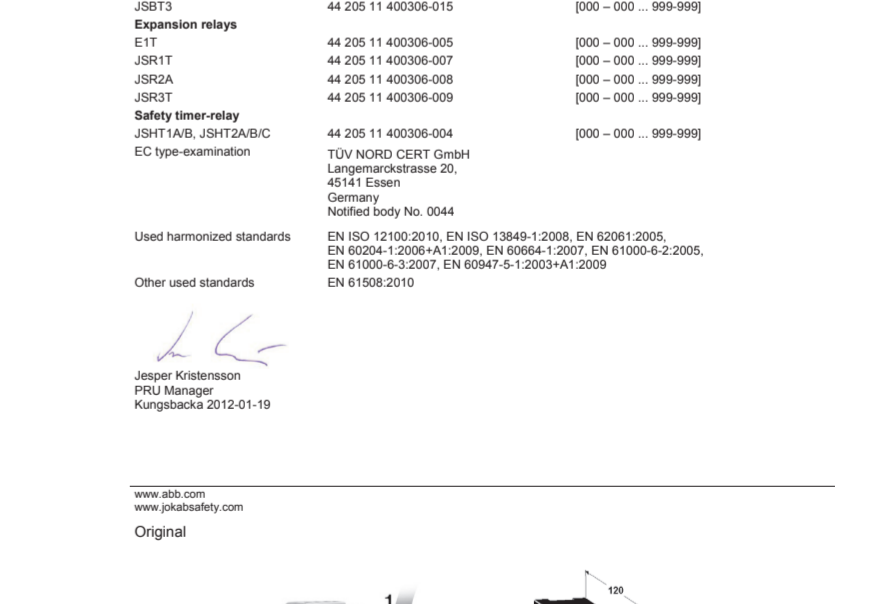 JSBT3 44 205 11 400306-015 [000 – 000 ... 999-999]
Expansion relays
E1T 44 205 11 400306-005 [000 – 000 ... 999-999]
JSR1T 44 205 11 400306-007 [000 – 000 ... 999-999]
JSR2A 44 205 11 400306-008 [000 – 000 ... 999-999]
JSR3T 44 205 11 400306-009 [000 – 000 ... 999-999]
Safety timer-relay
JSHT1A/B, JSHT2A/B/C 44 205 11 400306-004 [000 – 000 ... 999-999]
EC type-examination TÜV NORD CERT GmbH
Langemarckstrasse 20,
45141 Essen
Germany
Notified body No. 0044
Used harmonized standards EN ISO 12100:2010, EN ISO 13849-1:2008, EN 62061:2005,
EN 60204-1:2006+A1:2009, EN 60664-1:2007, EN 61000-6-2:2005,
EN 61000-6-3:2007, EN 60947-5-1:2003+A1:2009
Other used standards EN 61508:2010
Jesper Kristensson
PRU Manager
Kungsbacka 2012-01-19
www.abb.com
www.jokabsafety.com
Original
1
120